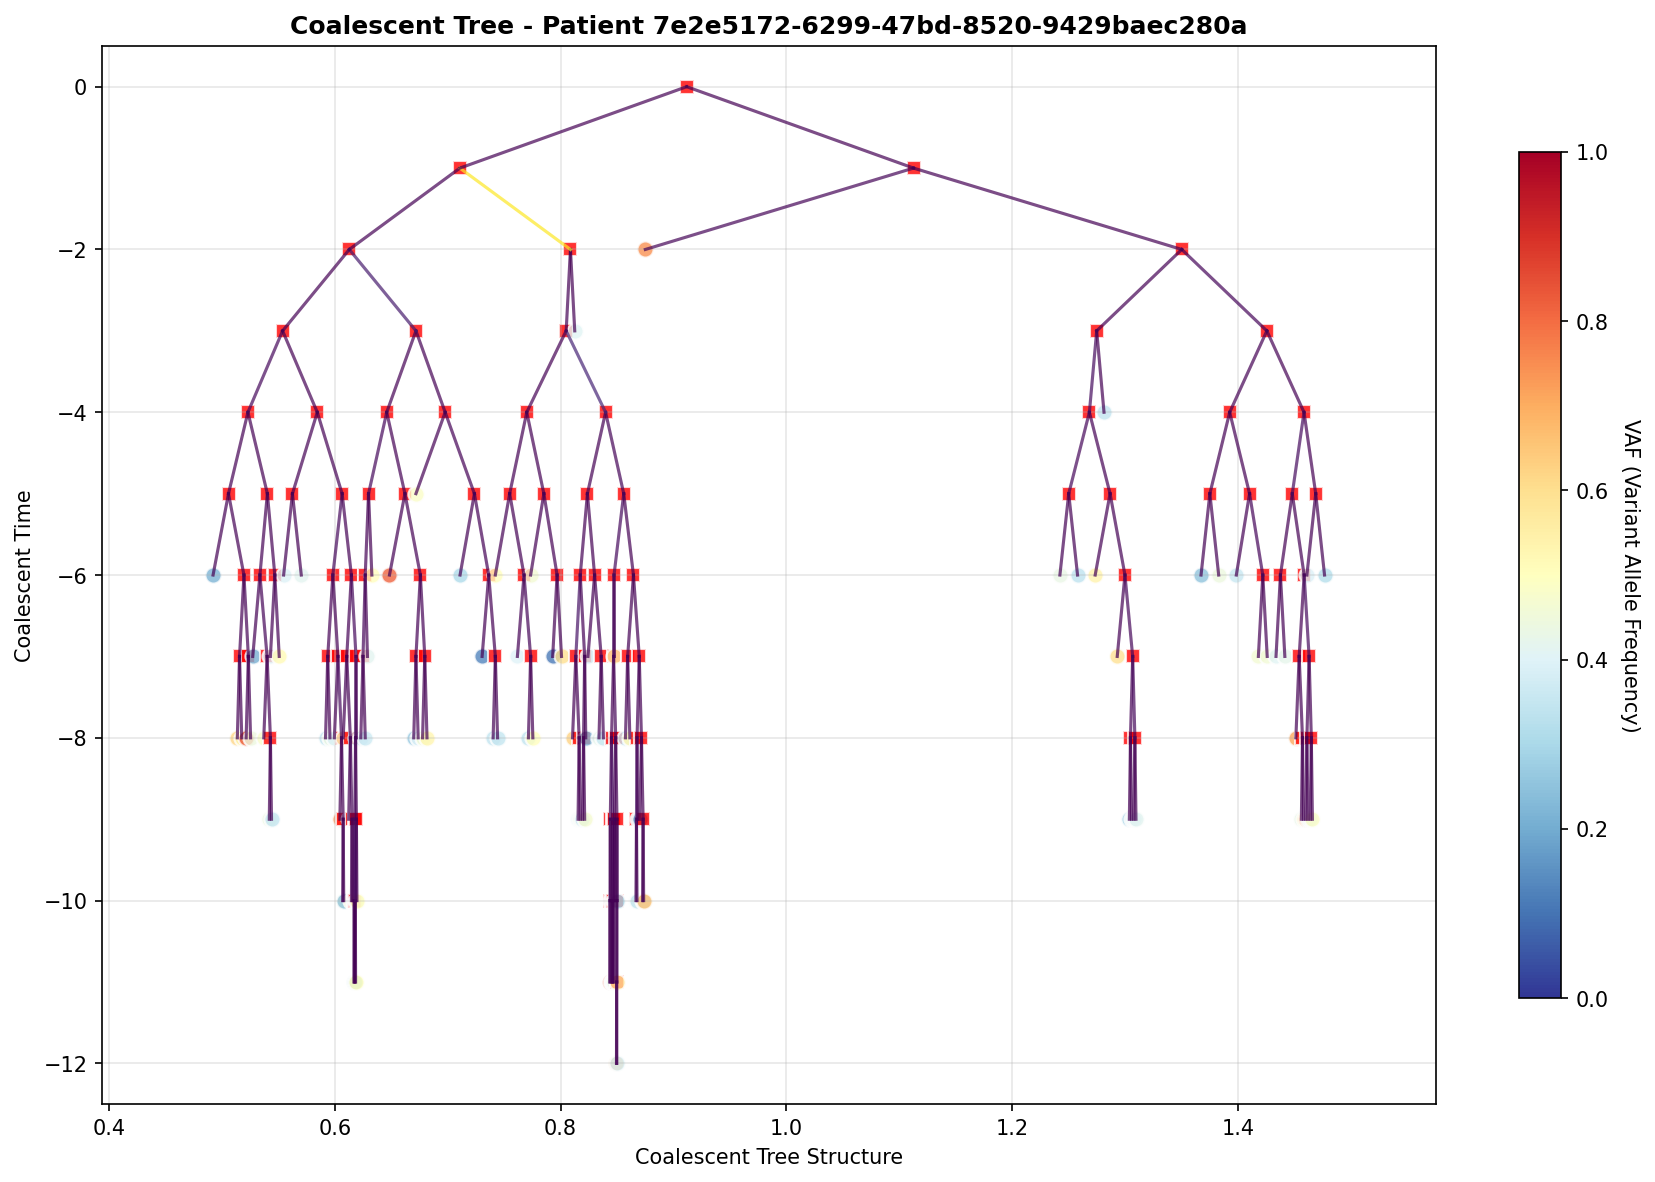 Coalescent Tree - Patient 7e2e5172-6299-47bd-8520-9429baec280a
0
−2
−4
−6
−8
−10
−12
Coalescent Time
0.4 0.6 0.8 1.0 1.2 1.4
Coalescent Tree Structure
1.0
0.8
0.6
0.4
0.2
0.0
VAF (Variant Allele Frequency)